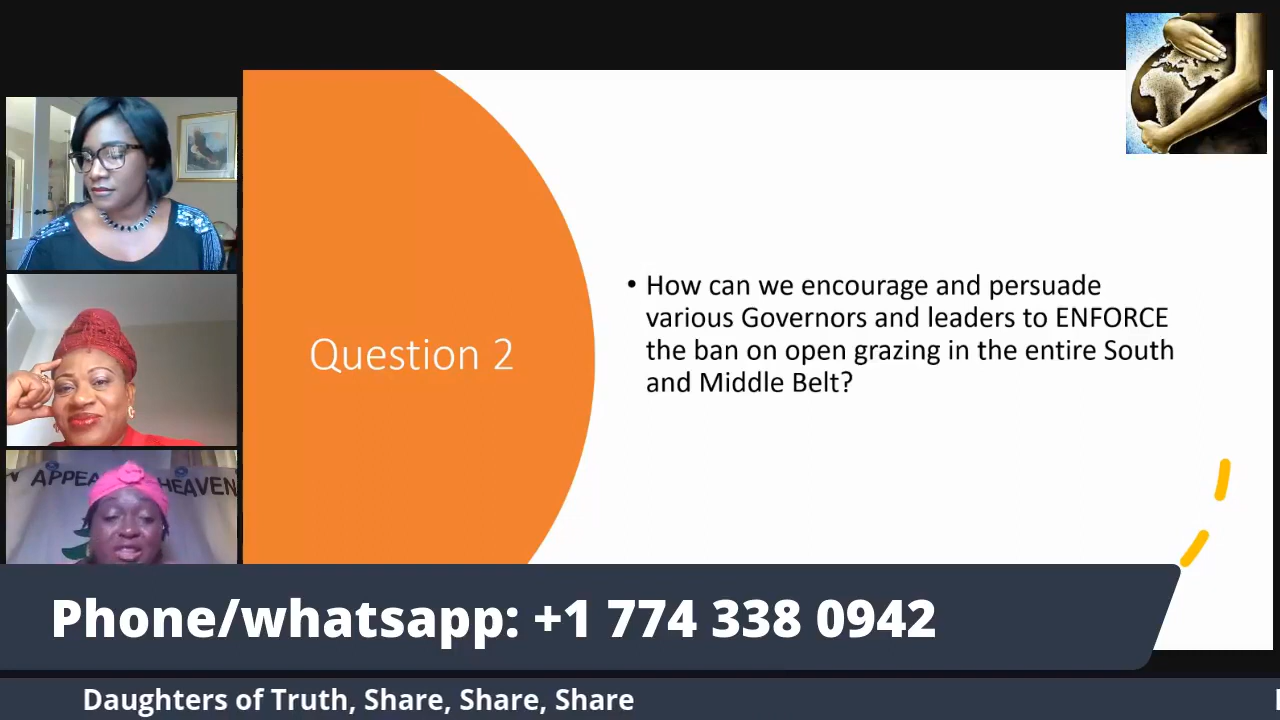 Question 2
• How can we encourage and persuade
various Governors and leaders to ENFORCE
the ban on open grazing in the entire South
and Middle Belt?
APPEA HEAVEN
Phone/whatsapp: +1 774 338 0942
Daughters of Truth, Share, Share, Share